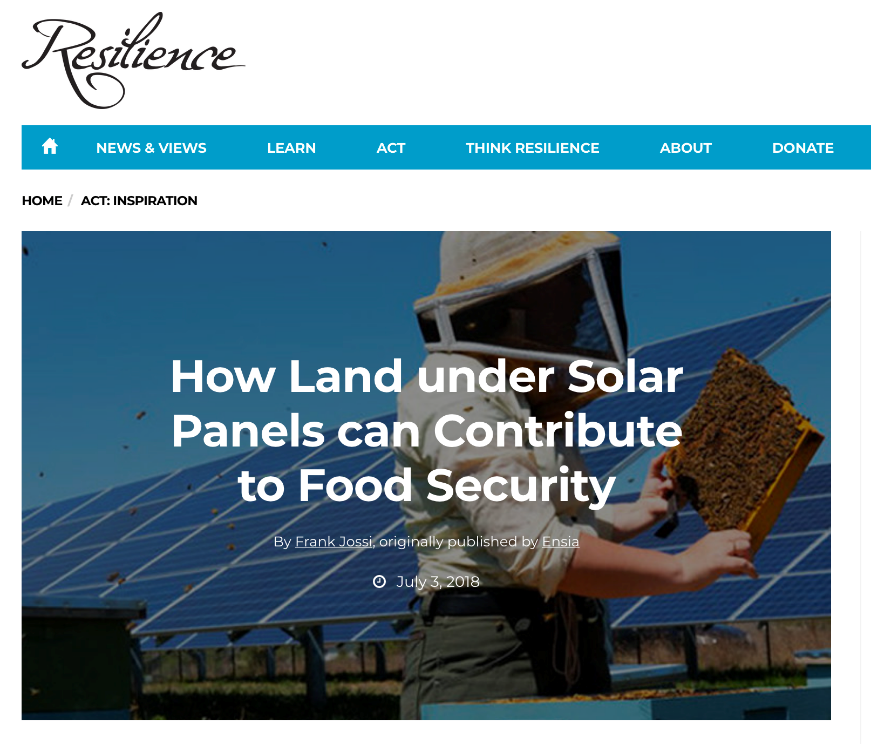 Resilience
NEWS & VIEWS LEARN ACT THINK RESILIENCE ABOUT DONATE
HOME / ACT: INSPIRATION
How Land under Solar
Panels can Contribute
to Food Security
By Frank Jossi, originally published by Ensia
July 3, 2018